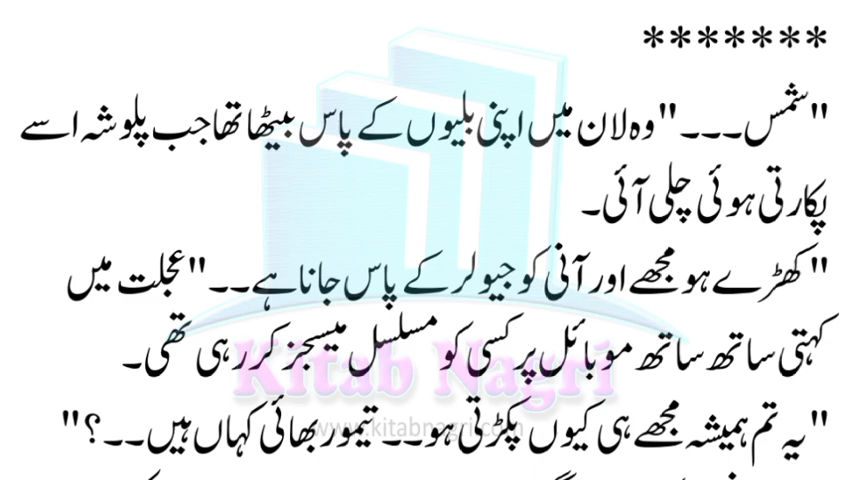 *******
"شمس۔۔۔" وہ لان میں اپنی بلیوں کے پاس بیٹھا تھا جب پلوشہ اسے
پکارتی ہوئی چلی آئی۔
"کھڑے ہو مجھے اور آنی کو جیولر کے پاس جانا ہے۔۔" عجلت میں
کہتی ساتھ ساتھ موبائل پر کسی کو مسلسل میسجز کر رہی تھی۔
Kitab Nagri
"یہ تم ہمیشہ مجھے ہی کیوں پکڑتی ہو۔۔ تیمور بھائی کہاں ہیں۔۔؟"
www.kitabnagri.com